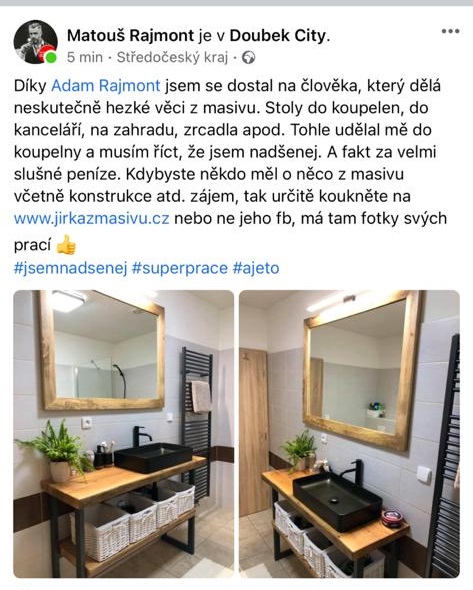 Matouš Rajmont je v Doubek City.
5 min · Středočeský kraj ·
Díky Adam Rajmont jsem se dostal na člověka, který dělá
neskutečně hezké věci z masivu. Stoly do koupelen, do
kanceláří, na zahradu, zrcadla apod. Tohle udělal mě do
koupelny a musím říct, že jsem nadšenej. A fakt za velmi
slušné peníze. Kdybyste někdo měl o něco z masivu
včetně konstrukce atd. zájem, tak určitě koukněte na
www.jirkazmasivu.cz nebo ne jeho fb, má tam fotky svých
prací 👍
#jsemnadsenej #superprace #ajeto